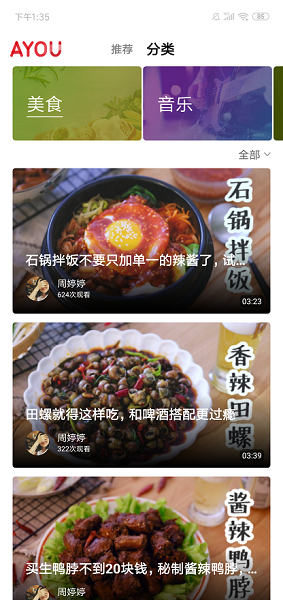 下午1:35
85
AYOU
推荐 分类
美食
音乐
全部
石锅拌饭
石锅拌饭不要只加单一的辣酱了，试...
周婷婷
624次观看
03:23
香辣田螺
田螺就得这样吃，和啤酒搭配更过瘾
周婷婷
322次观看
03:39
酱辣鸭脖
买生鸭脖不到20块钱，秘制酱辣鸭脖，...
周婷婷